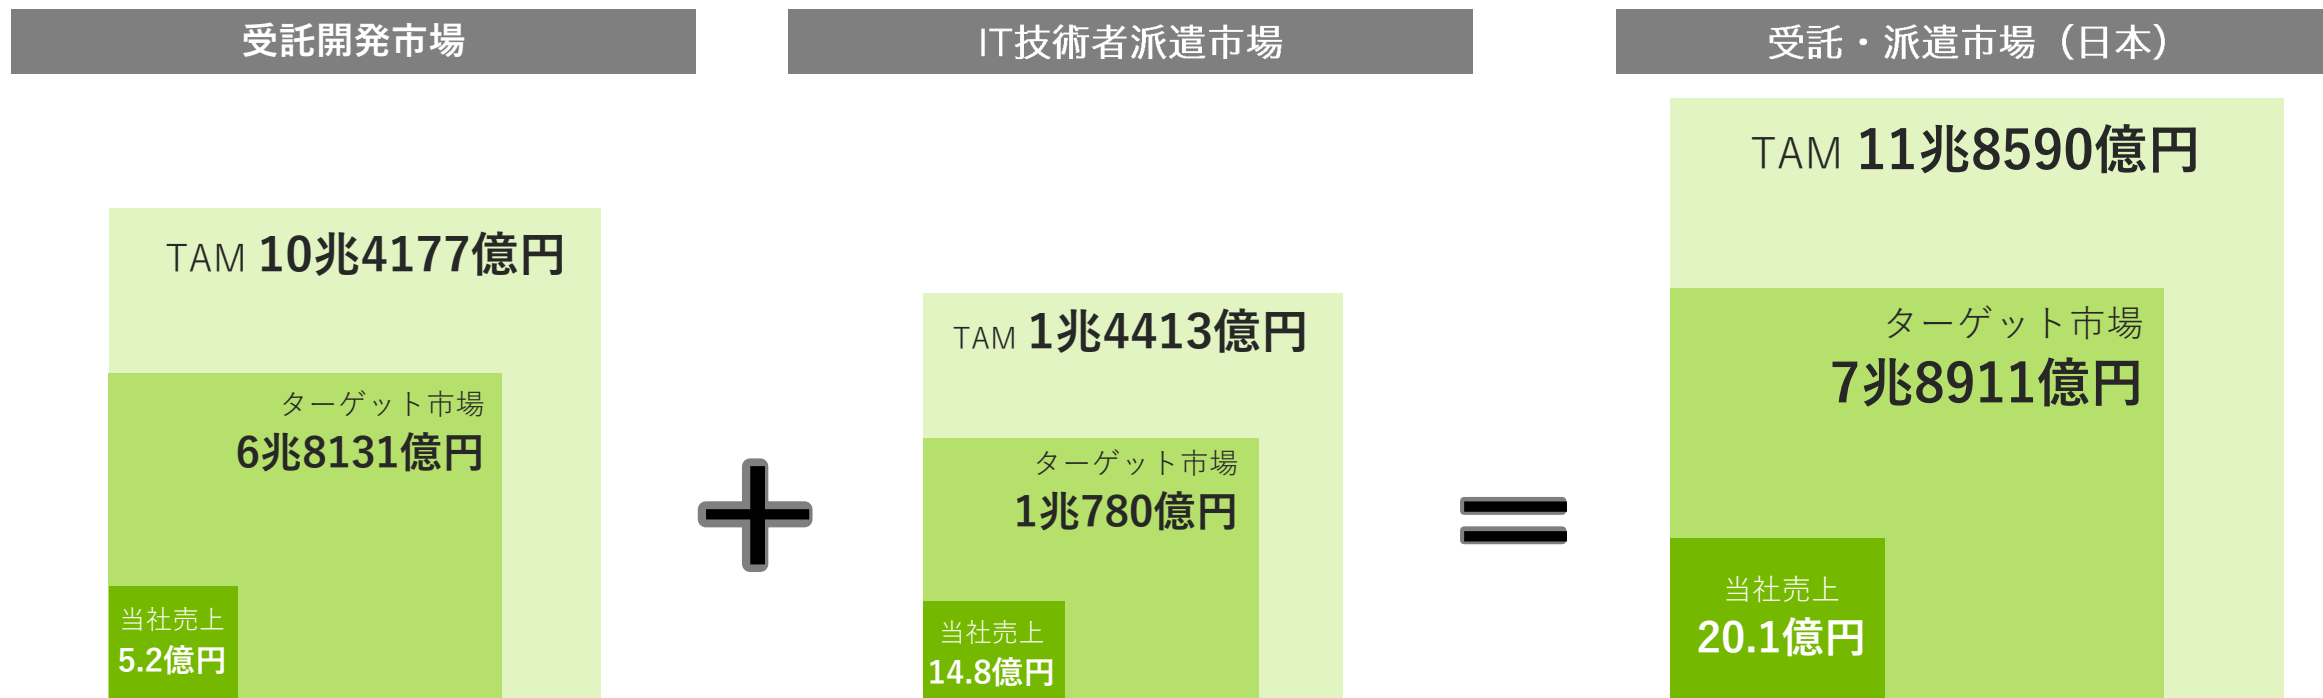 受託開発市場
TAM 10兆4177億円
ターゲット市場
6兆8131億円
当社売上
5.2億円
+
IT技術者派遣市場
TAM 1兆4413億円
ターゲット市場
1兆780億円
当社売上
14.8億円
=
受託・派遣市場（日本）
TAM 11兆8590億円
ターゲット市場
7兆8911億円
当社売上
20.1億円